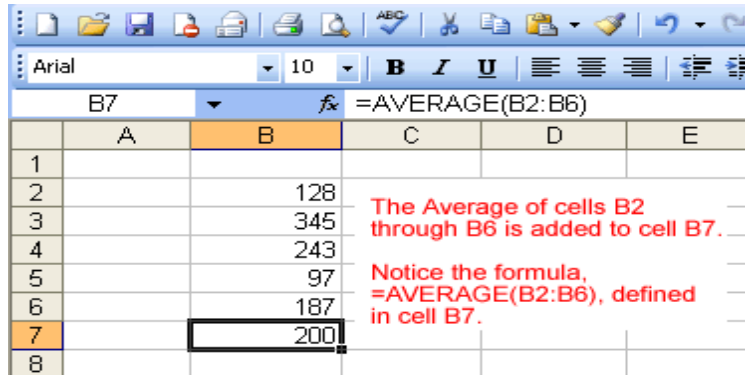 ABC
Arial 10 B I U
B7 fx =AVERAGE(B2:B6)
A B C D E
1
2 128
3 345
4 243
5 97
6 187
7 200
8
The Average of cells B2
through B6 is added to cell B7.
Notice the formula,
=AVERAGE(B2:B6), defined
in cell B7.